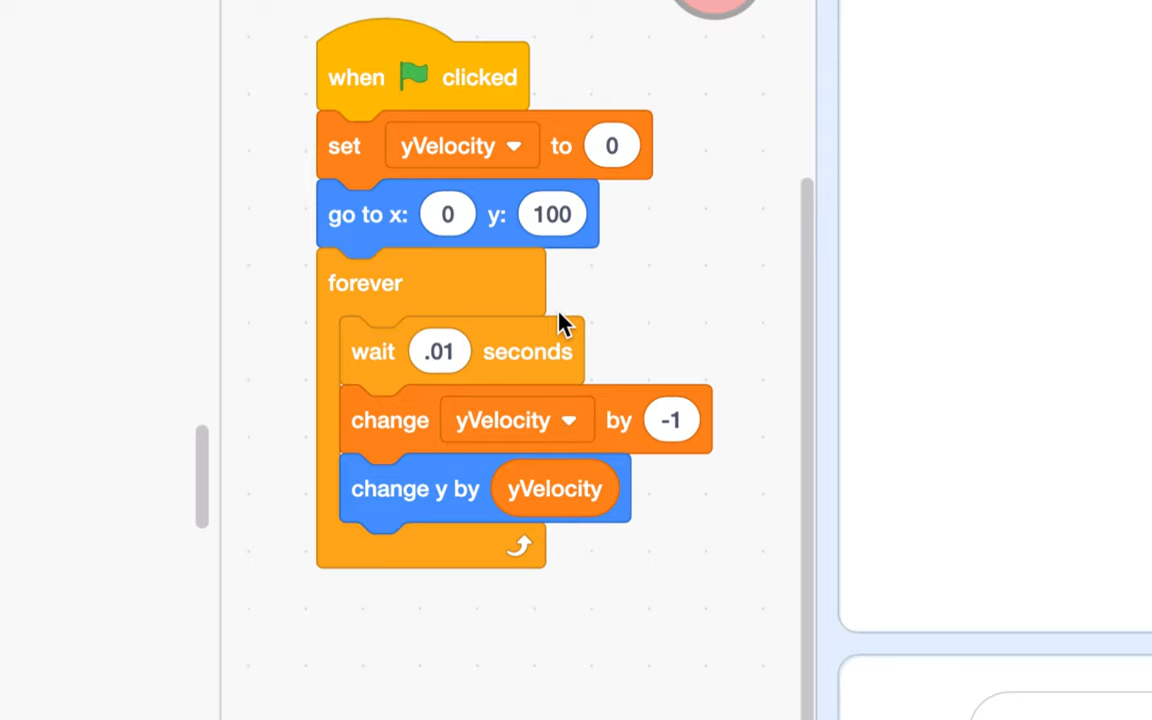 when clicked
set yVelocity to 0
go to x: 0 y: 100
forever
wait .01 seconds
change yVelocity by -1
change y by yVelocity